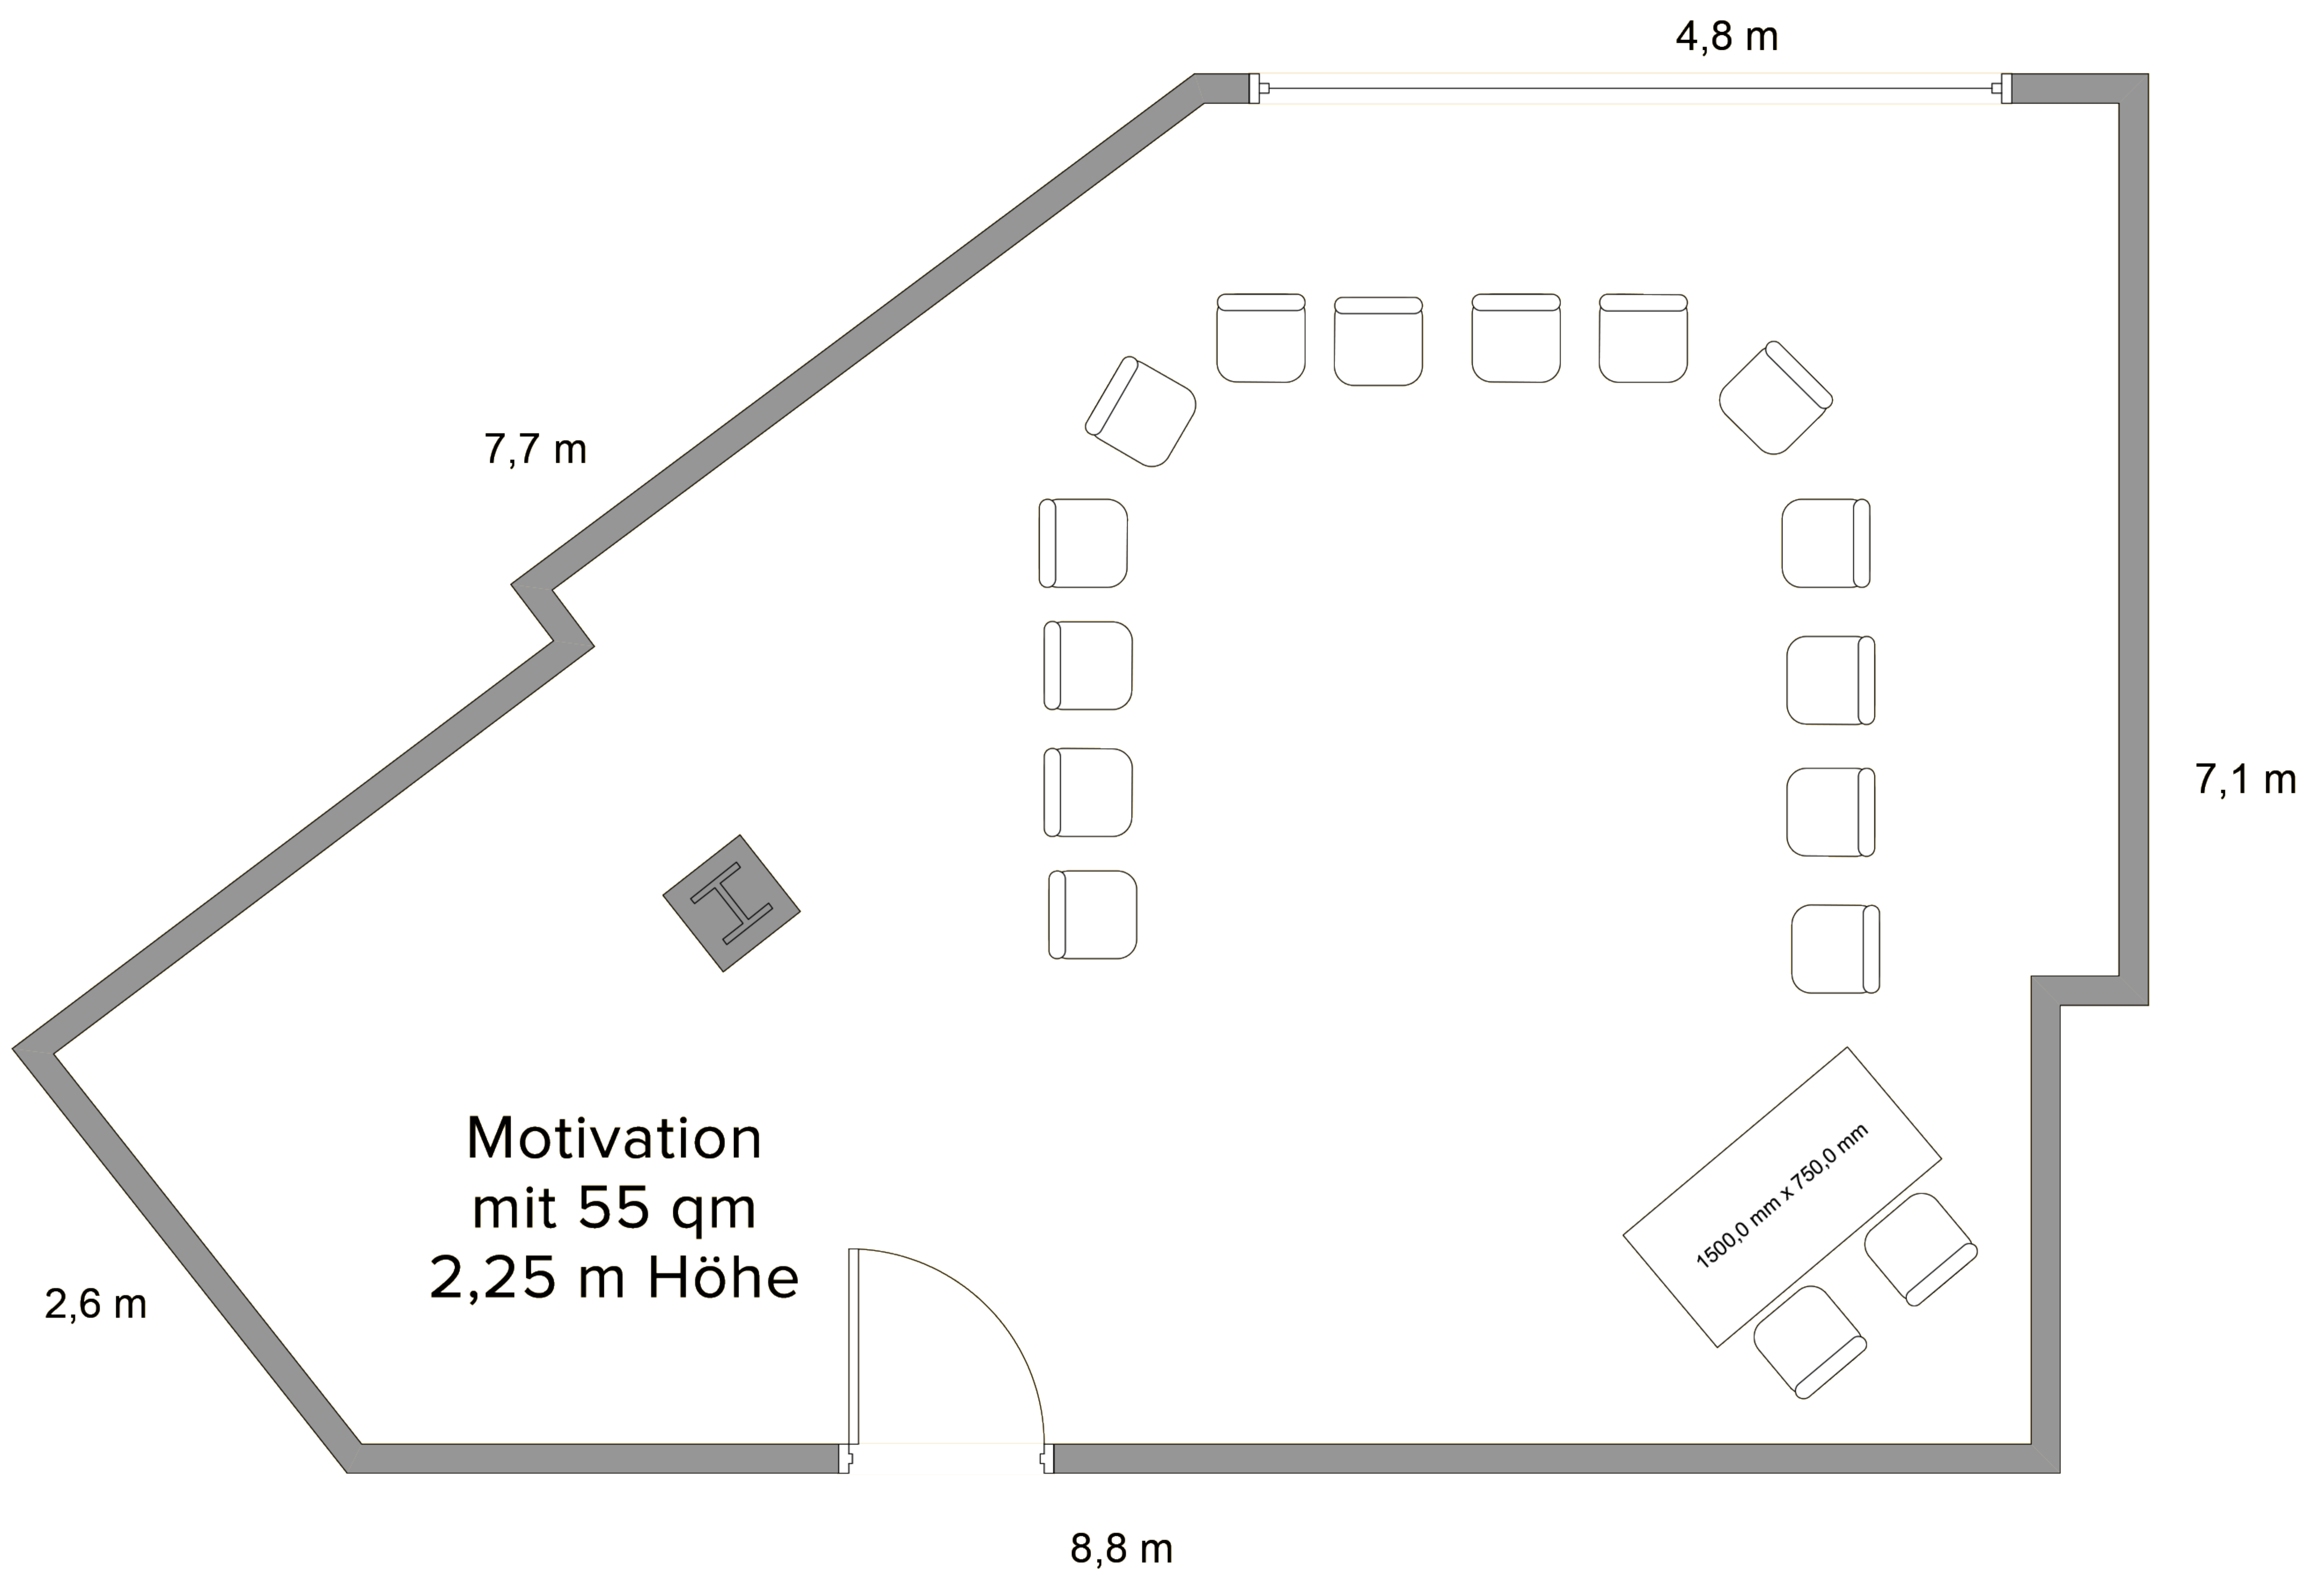 4,8 m
7,7 m
7,1 m
Motivation
mit 55 qm
2,25 m Höhe
1500,0 mm x 750,0 mm
2,6 m
8,8 m